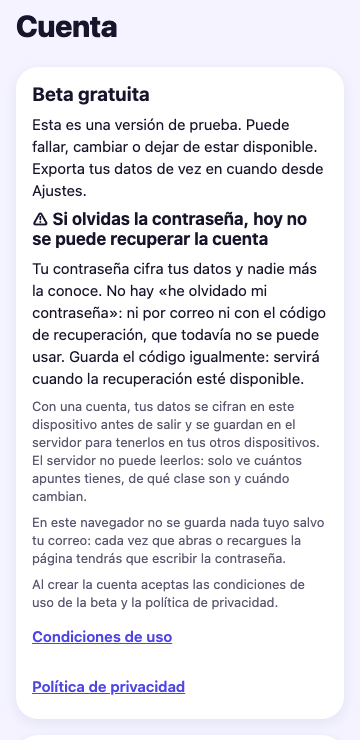 Cuenta
Beta gratuita
Esta es una versión de prueba. Puede
fallar, cambiar o dejar de estar disponible.
Exporta tus datos de vez en cuando desde
Ajustes.
⚠ Si olvidas la contraseña, hoy no
se puede recuperar la cuenta
Tu contraseña cifra tus datos y nadie más
la conoce. No hay «he olvidado mi
contraseña»: ni por correo ni con el código
de recuperación, que todavía no se puede
usar. Guarda el código igualmente: servirá
cuando la recuperación esté disponible.
Con una cuenta, tus datos se cifran en este
dispositivo antes de salir y se guardan en el
servidor para tenerlos en tus otros dispositivos.
El servidor no puede leerlos: solo ve cuántos
apuntes tienes, de qué clase son y cuándo
cambian.
En este navegador no se guarda nada tuyo salvo
tu correo: cada vez que abras o recargues la
página tendrás que escribir la contraseña.
Al crear la cuenta aceptas las condiciones de
uso de la beta y la política de privacidad.
Condiciones de uso
Política de privacidad